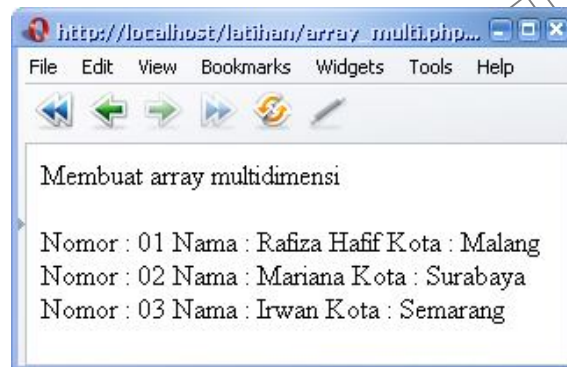 http://localhost/latihan/array_multi.php...
File Edit View Bookmarks Widgets Tools Help
Membuat array multidimensi
Nomor : 01 Nama : Rafiza Hafif Kota : Malang
Nomor : 02 Nama : Mariana Kota : Surabaya
Nomor : 03 Nama : Irwan Kota : Semarang